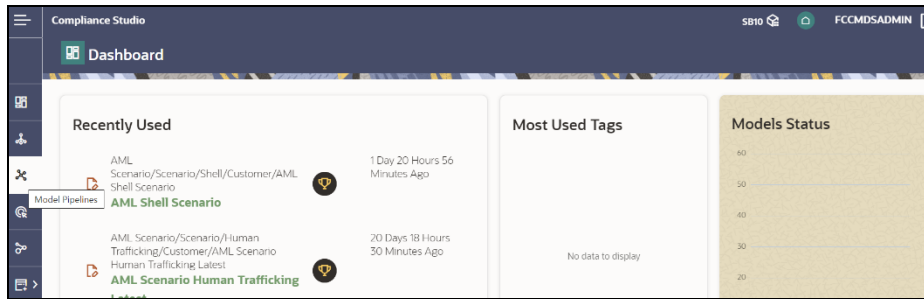 Compliance Studio
SB10
FCCMDSADMIN
Dashboard
Recently Used
AML
Scenario/Scenario/Shell/Customer/AML
Shell Scenario
AML Shell Scenario
1 Day 20 Hours 56
Minutes Ago
Model Pipelines
AML Scenario/Scenario/Human
Trafficking/Customer/AML Scenario
Human Trafficking Latest
AML Scenario Human Trafficking
Latest
20 Days 18 Hours
30 Minutes Ago
Most Used Tags
No data to display
Models Status
60
50
40
30
20